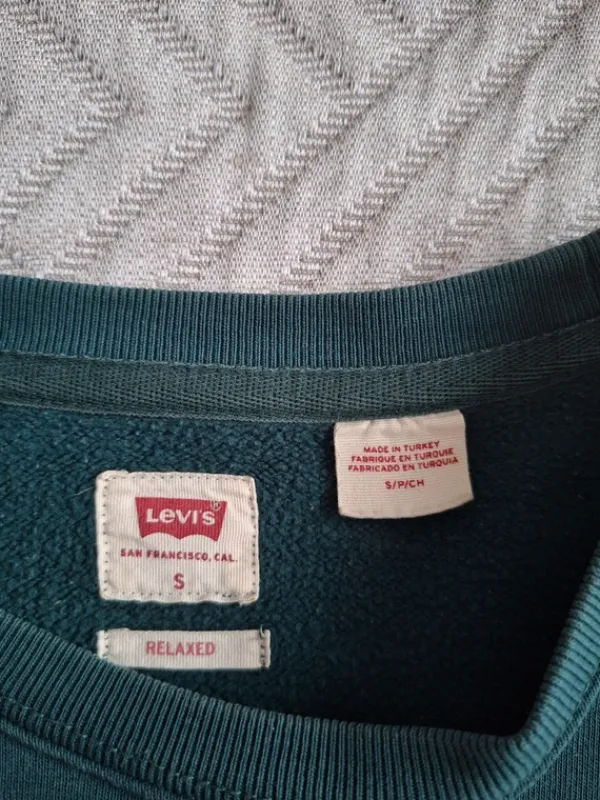 MADE IN TURKEY
FABRIQUE EN TURQUIE
FABRICADO EN TURQUIA
S/P/CH
LEVI'S®
SAN FRANCISCO, CAL.
S
RELAXED